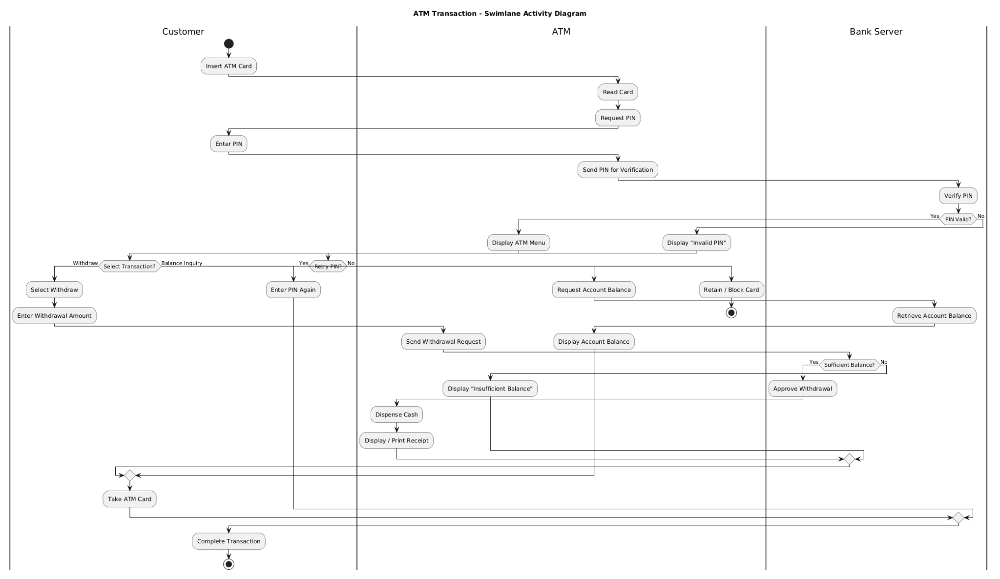 ATM Transaction - Swimlane Activity Diagram
Customer
ATM
Bank Server
Insert ATM Card
Read Card
Request PIN
Enter PIN
Send PIN for Verification
Verify PIN
Yes
PIN Valid?
No
Display ATM Menu
Display "Invalid PIN"
Withdraw
Select Transaction?
Balance Inquiry
Yes
Retry PIN?
No
Select Withdraw
Enter PIN Again
Request Account Balance
Retain / Block Card
Enter Withdrawal Amount
Retrieve Account Balance
Send Withdrawal Request
Display Account Balance
Yes
Sufficient Balance?
No
Display "Insufficient Balance"
Approve Withdrawal
Dispense Cash
Display / Print Receipt
Take ATM Card
Complete Transaction